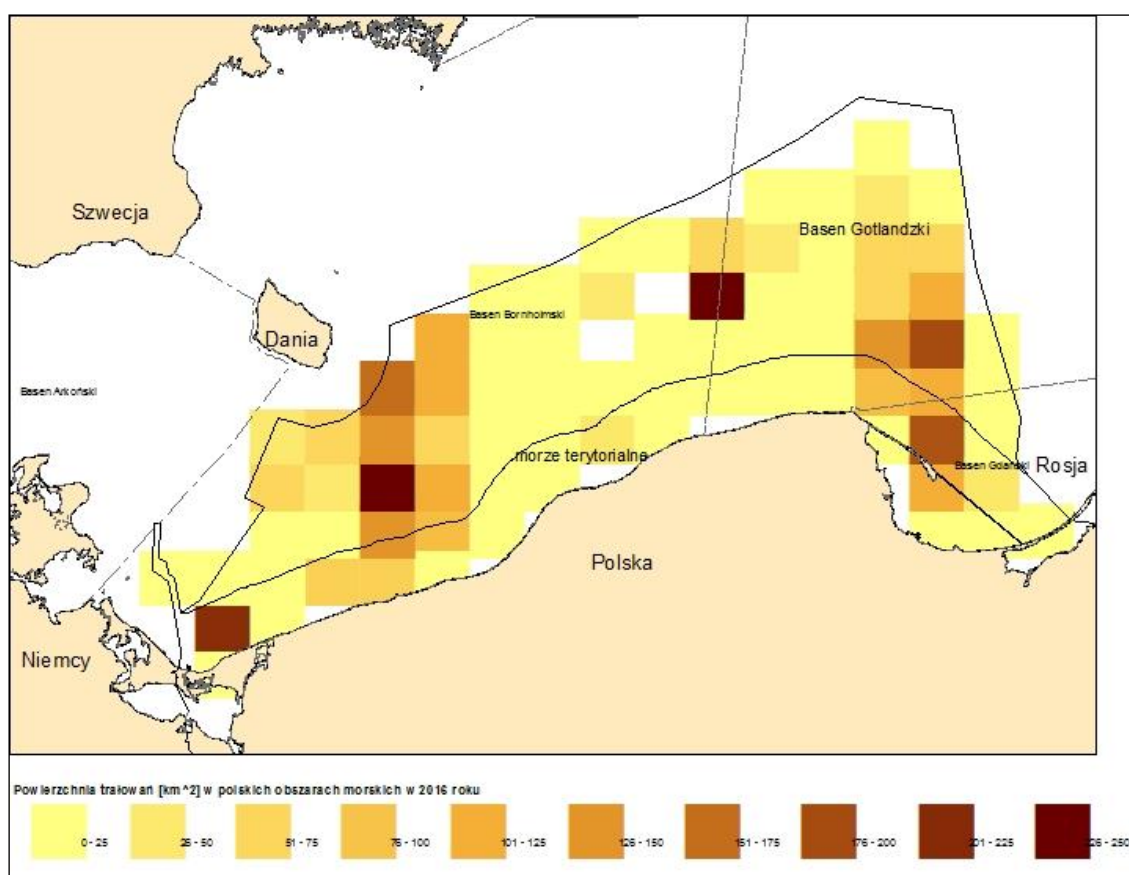 Szwecja
Basen Gotlandzki
Basen Bornholmski
Dania
Basen Arkoński
morze terytorialne
Basen Gdański
Rosja
Polska
Niemcy
Powierzchnia trałowań [km^2] w polskich obszarach morskich w 2016 roku
0 - 25 26 - 50 51 - 75 76 - 100 101 - 125 126 - 150 151 - 175 176 - 200 201 - 225 226 - 250